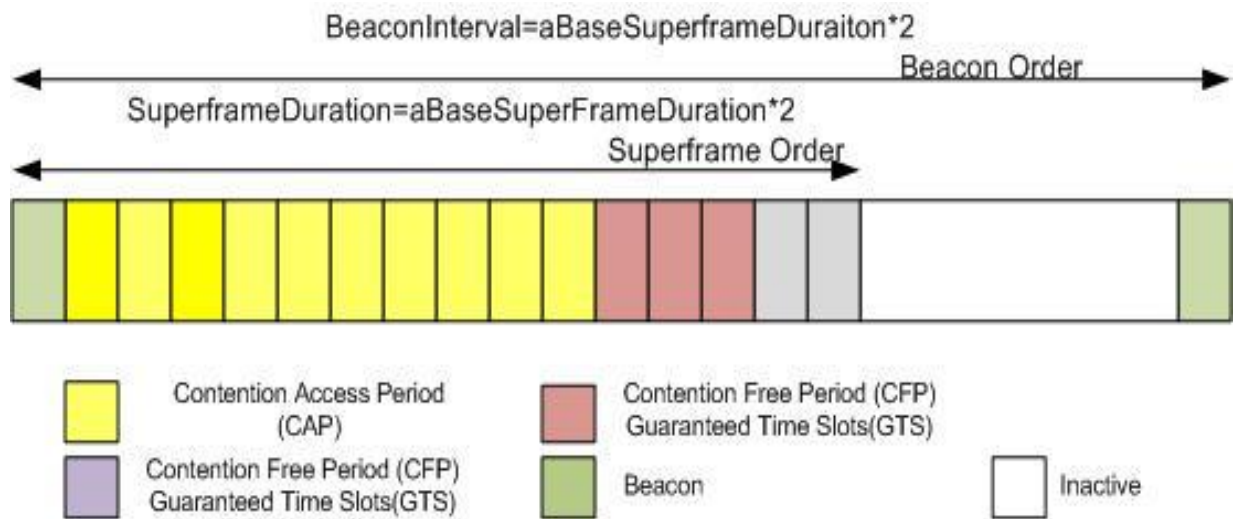 BeaconInterval=aBaseSuperframeDuraiton*2
Beacon Order
SuperframeDuration=aBaseSuperFrameDuration*2
Superframe Order
Contention Access Period
(CAP)
Contention Free Period (CFP)
Guaranteed Time Slots(GTS)
Contention Free Period (CFP)
Guaranteed Time Slots(GTS)
Beacon
Inactive